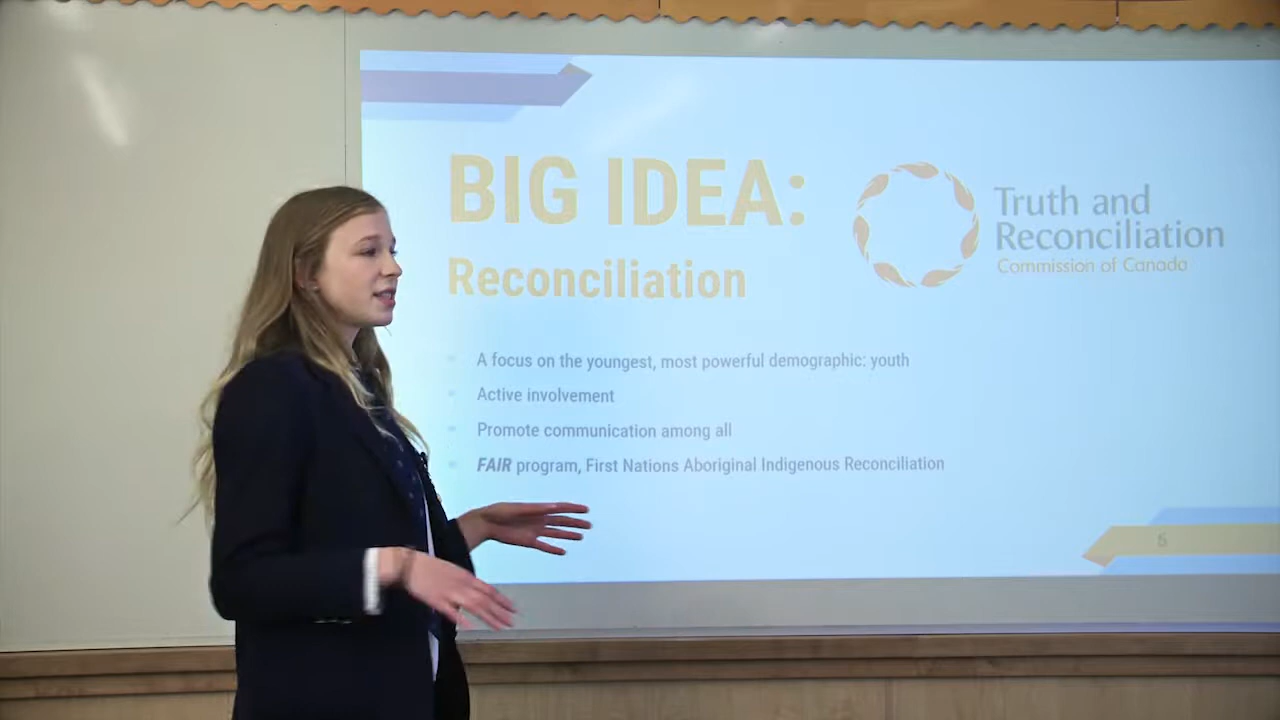 BIG IDEA:
Reconciliation
Truth and
Reconciliation
Commission of Canada
A focus on the youngest, most powerful demographic: youth
Active involvement
Promote communication among all
FAIR program, First Nations Aboriginal Indigenous Reconciliation
6